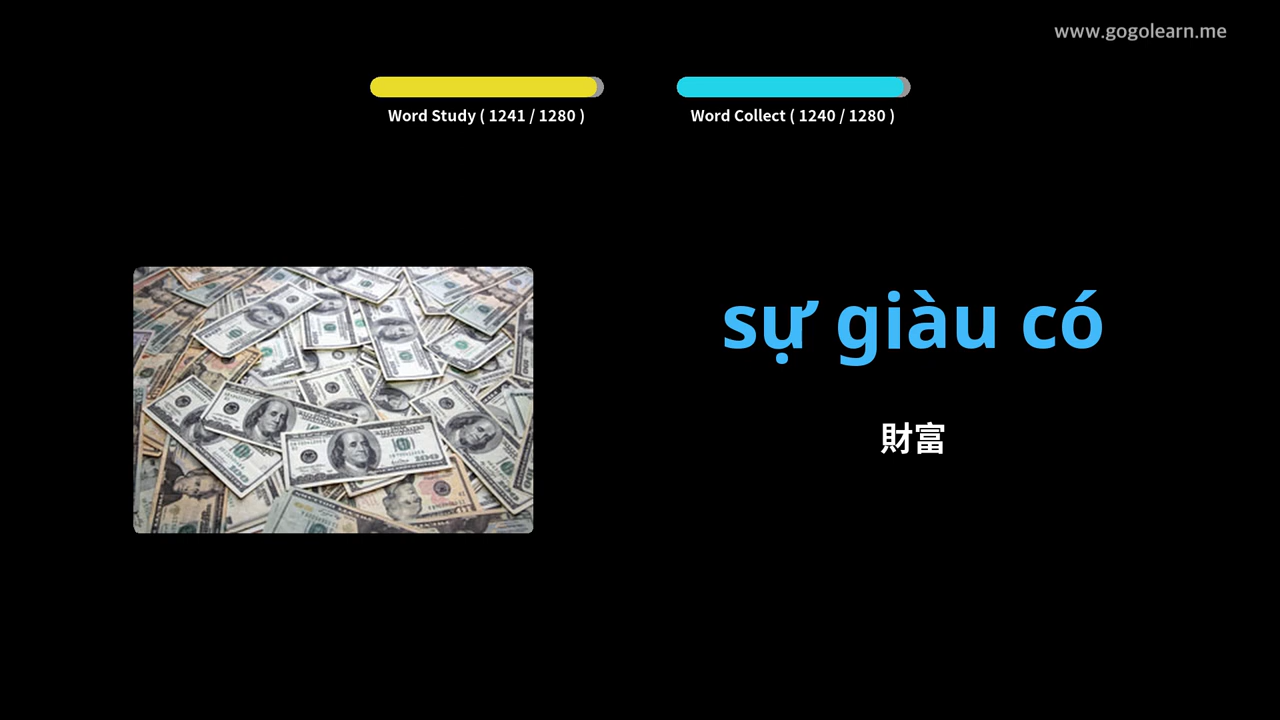 www.gogolearn.me
Word Study ( 1241 / 1280 )
Word Collect ( 1240 / 1280 )
sự giàu có
財富